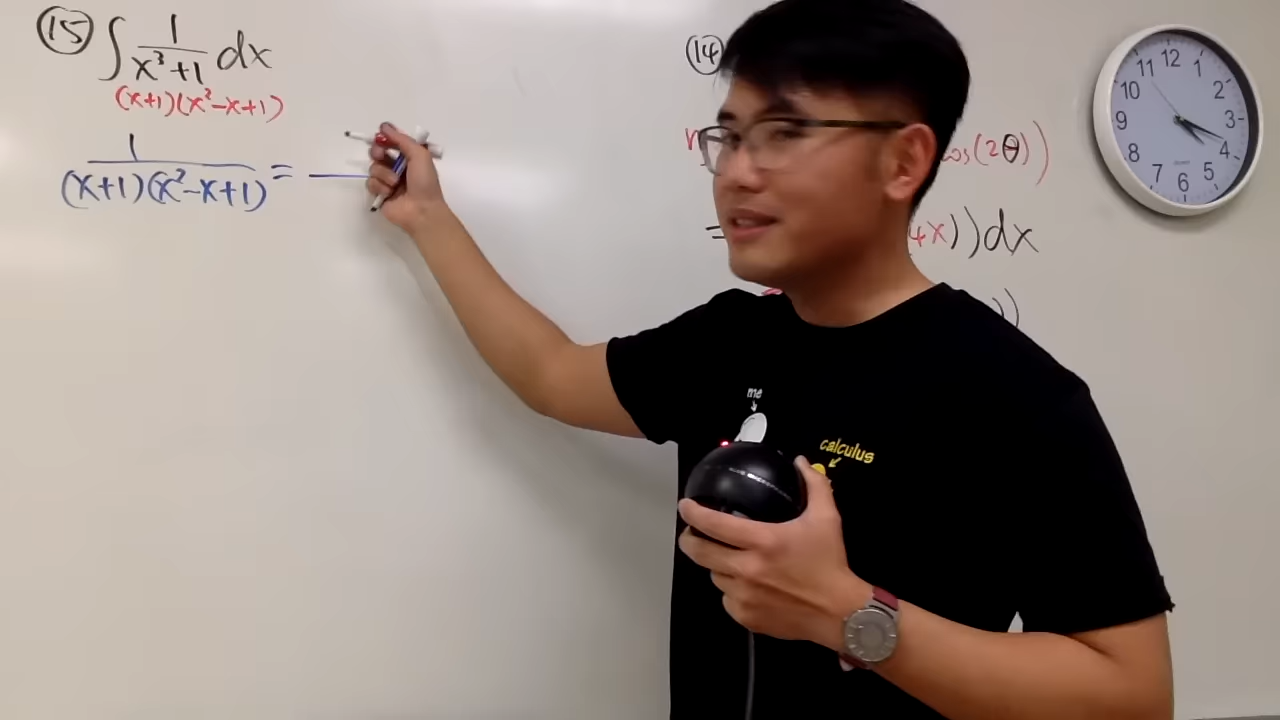 (15) ∫ 1/(x³+1) dx
(x+1)(x²-x+1)
1/((x+1)(x²-x+1)) =
(14)
cos(2θ))
=
4x))dx
))
me
calculus
12
1
2
3
4
5
6
7
8
9
10
11